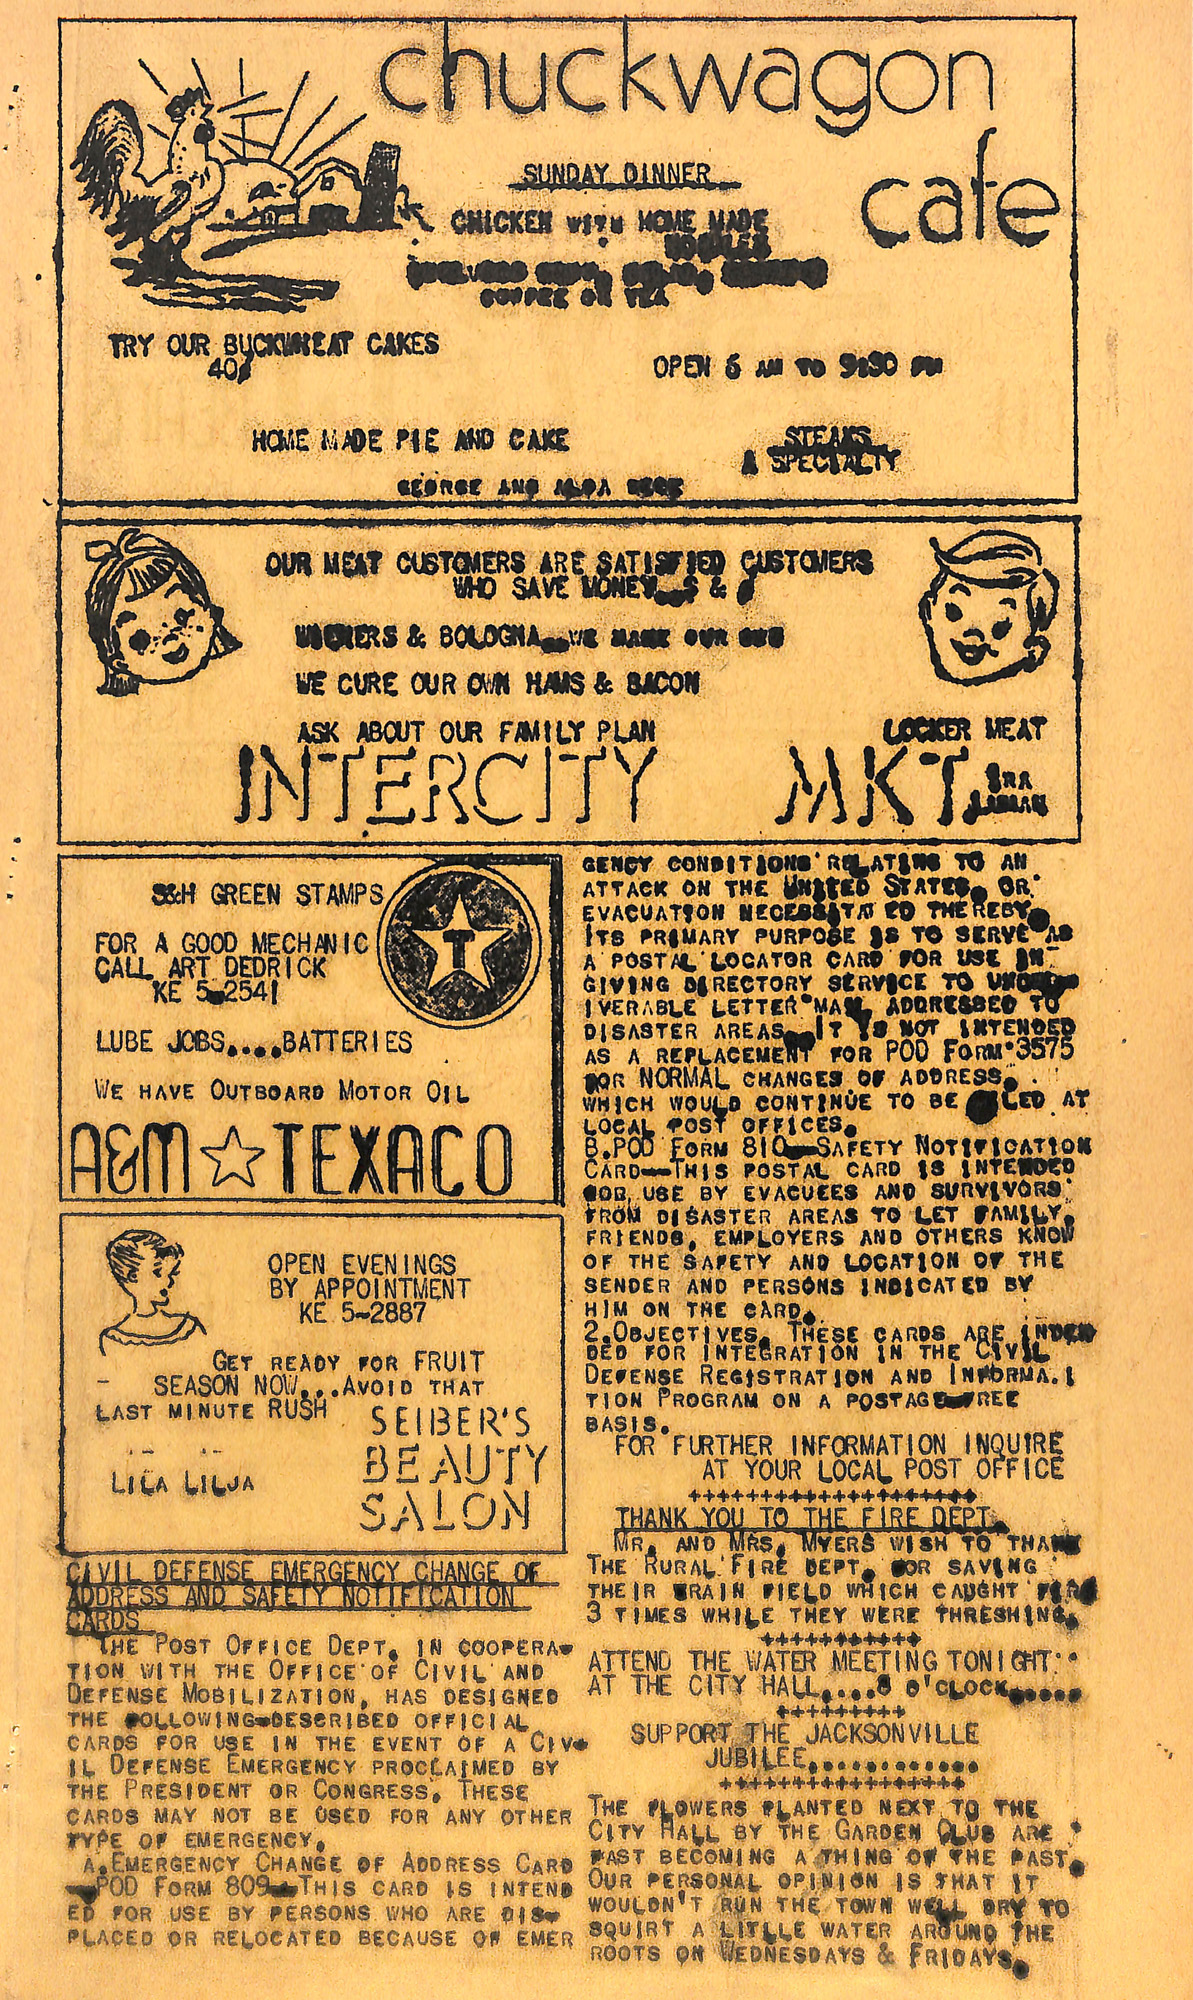 chuckwagon
cafe
SUNDAY DINNER
CHICKEN WITH HOME MADE
COFFEE OR TEA
TRY OUR BUCKWHEAT CAKES
40¢
OPEN 6 AM TO 9:30 PM
HOME MADE PIE AND CAKE
STEAKS
A SPECIALTY
GEORGE AND
OUR MEAT CUSTOMERS ARE SATISFIED CUSTOMERS
WHO SAVE MONEY
& BOLOGNA WE MAKE OUR OWN
WE CURE OUR OWN HAMS & BACON
ASK ABOUT OUR FAMILY PLAN
LOCKER MEAT
INTERCITY MKT.
S&H GREEN STAMPS
T
FOR A GOOD MECHANIC
CALL ART DEDRICK
KE 5-2541
LUBE JOBS....BATTERIES
WE HAVE OUTBOARD MOTOR OIL
A&M TEXACO
OPEN EVENINGS
BY APPOINTMENT
KE 5-2887
GET READY FOR FRUIT
SEASON NOW...AVOID THAT
LAST MINUTE RUSH
SEIBER'S
BEAUTY
SALON
LILA LILJA
CIVIL DEFENSE EMERGENCY CHANGE OF
ADDRESS AND SAFETY NOTIFICATION
CARDS
THE POST OFFICE DEPT. IN COOPERA-
TION WITH THE OFFICE OF CIVIL AND
DEFENSE MOBILIZATION, HAS DESIGNED
THE FOLLOWING-DESCRIBED OFFICIAL
CARDS FOR USE IN THE EVENT OF A CIV-
IL DEFENSE EMERGENCY PROCLAIMED BY
THE PRESIDENT OR CONGRESS. THESE
CARDS MAY NOT BE USED FOR ANY OTHER
TYPE OF EMERGENCY.
A.EMERGENCY CHANGE OF ADDRESS CARD
-POD FORM 809-THIS CARD IS INTEND
ED FOR USE BY PERSONS WHO ARE DIS-
PLACED OR RELOCATED BECAUSE OF EMER
GENCY CONDITIONS RELATING TO AN
ATTACK ON THE UNITED STATES, OR
EVACUATION NECESSITATED THEREBY.
ITS PRIMARY PURPOSE IS TO SERVE AS
A POSTAL LOCATOR CARD FOR USE IN
GIVING DIRECTORY SERVICE TO UNDEL-
IVERABLE LETTER MAIL ADDRESSED TO
DISASTER AREAS. IT IS NOT INTENDED
AS A REPLACEMENT FOR POD FORM 3575
FOR NORMAL CHANGES OF ADDRESS,
WHICH WOULD CONTINUE TO BE FILED AT
LOCAL POST OFFICES.
B.POD FORM 810-SAFETY NOTIFICATION
CARD-THIS POSTAL CARD IS INTENDED
FOR USE BY EVACUEES AND SURVIVORS
FROM DISASTER AREAS TO LET FAMILY,
FRIENDS, EMPLOYERS AND OTHERS KNOW
OF THE SAFETY AND LOCATION OF THE
SENDER AND PERSONS INDICATED BY
HIM ON THE CARD.
2.OBJECTIVES. THESE CARDS ARE INTEN
DED FOR INTEGRATION IN THE CIVIL
DEFENSE REGISTRATION AND INFORMA.
TION PROGRAM ON A POSTAGE-FREE
BASIS.
FOR FURTHER INFORMATION INQUIRE
AT YOUR LOCAL POST OFFICE
++++++++++++++++++++
THANK YOU TO THE FIRE DEPT.
MR. AND MRS. MYERS WISH TO THANK
THE RURAL FIRE DEPT. FOR SAVING
THEIR GRAIN FIELD WHICH CAUGHT FIRE
3 TIMES WHILE THEY WERE THRESHING.
+++++++++++
ATTEND THE WATER MEETING TONIGHT
AT THE CITY HALL....8 O'CLOCK.....
+++++++++
SUPPORT THE JACKSONVILLE
JUBILEE............
+++++++++++++++++
THE FLOWERS PLANTED NEXT TO THE
CITY HALL BY THE GARDEN CLUB ARE
FAST BECOMING A THING OF THE PAST.
OUR PERSONAL OPINION IS THAT IT
WOULDN'T RUN THE TOWN WELL DRY TO
SQUIRT A LITLLE WATER AROUND THE
ROOTS ON WEDNESDAYS & FRIDAYS.